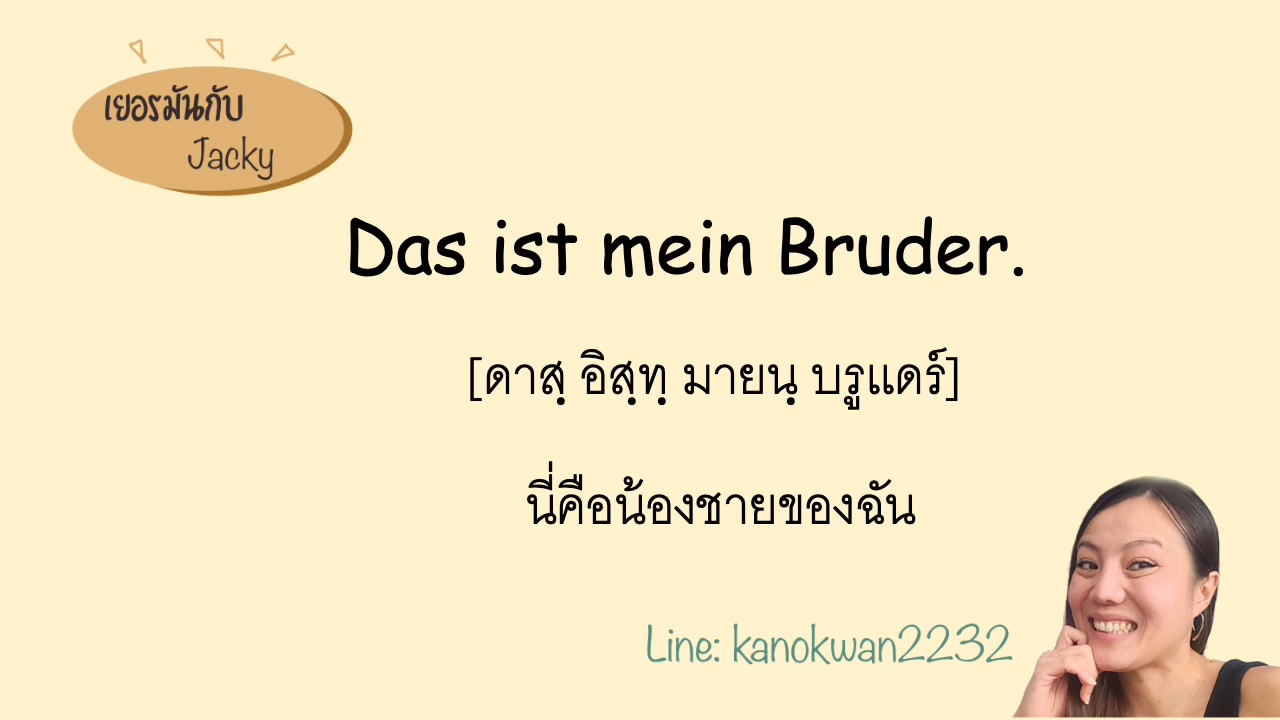 เยอรมันกับ
Jacky
Das ist mein Bruder.
[ดาสฺ อิสฺทฺ มายนฺ บรูแดร์]
นี่คือน้องชายของฉัน
Line: kanokwan2232